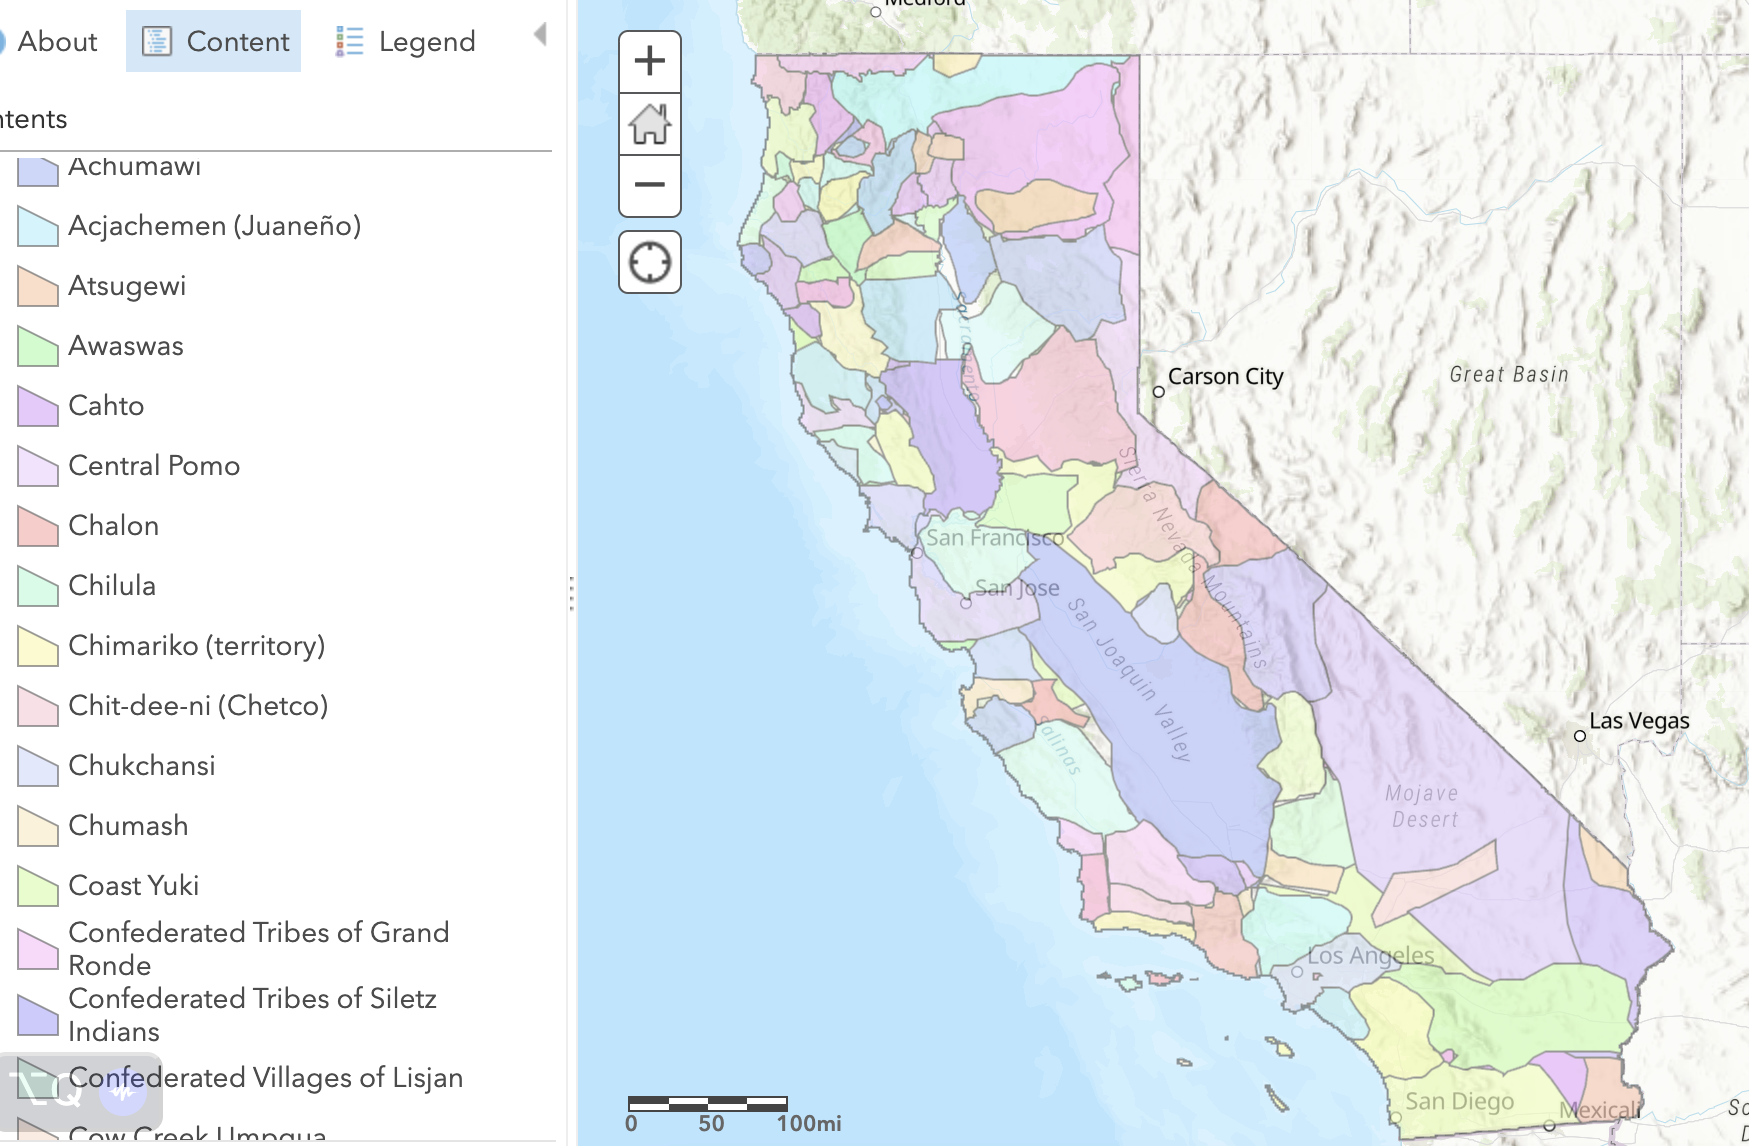 About
Content
Legend
ntents
Achumawi
Acjachemen (Juaneño)
Atsugewi
Awaswas
Cahto
Central Pomo
Chalon
Chilula
Chimariko (territory)
Chit-dee-ni (Chetco)
Chukchansi
Chumash
Coast Yuki
Confederated Tribes of Grand
Ronde
Confederated Tribes of Siletz
Indians
Confederated Villages of Lisjan
Cow Creek Umpqua
⌥Q
Medford
+
−
Carson City
Great Basin
Sacramento
Sierra Nevada Mountains
San Francisco
San Jose
San Joaquin Valley
Salinas
Las Vegas
Mojave
Desert
Los Angeles
San Diego
Mexicali
So
D
0 50 100mi